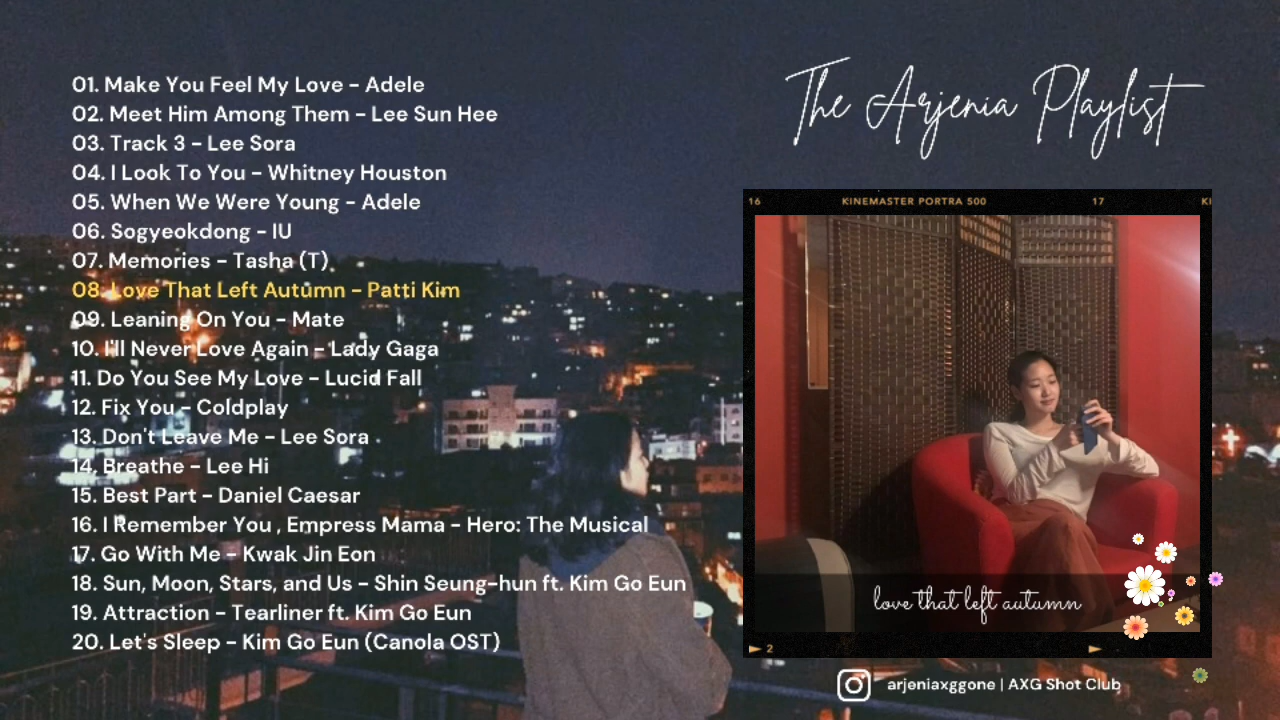 01. Make You Feel My Love - Adele
02. Meet Him Among Them - Lee Sun Hee
03. Track 3 - Lee Sora
04. I Look To You - Whitney Houston
05. When We Were Young - Adele
06. Sogyeokdong - IU
07. Memories - Tasha (T)
08. Love That Left Autumn - Patti Kim
09. Leaning On You - Mate
10. I'll Never Love Again - Lady Gaga
11. Do You See My Love - Lucid Fall
12. Fix You - Coldplay
13. Don't Leave Me - Lee Sora
14. Breathe - Lee Hi
15. Best Part - Daniel Caesar
16. I Remember You , Empress Mama - Hero: The Musical
17. Go With Me - Kwak Jin Eon
18. Sun, Moon, Stars, and Us - Shin Seung-hun ft. Kim Go Eun
19. Attraction - Tearliner ft. Kim Go Eun
20. Let's Sleep - Kim Go Eun (Canola OST)
The Arjenia Playlist
16 KINEMASTER PORTRA 500 17 KI
love that left autumn
2
arjeniaxggone | AXG Shot Club